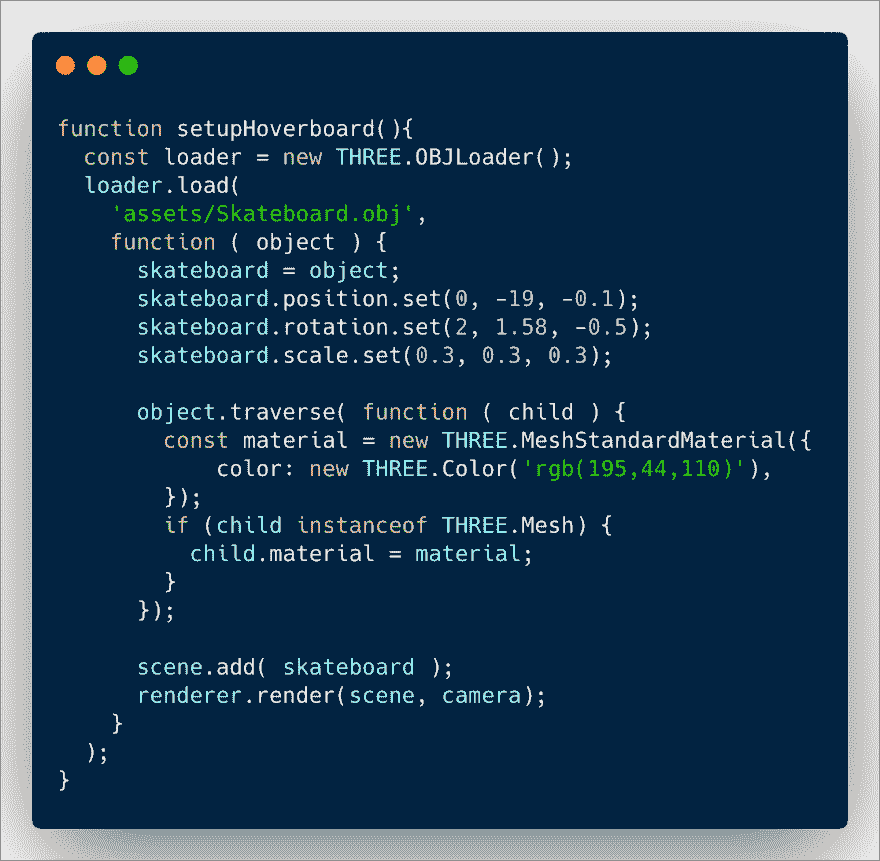 function setupHoverboard(){
  const loader = new THREE.OBJLoader();
  loader.load(
    'assets/Skateboard.obj',
    function ( object ) {
      skateboard = object;
      skateboard.position.set(0, -19, -0.1);
      skateboard.rotation.set(2, 1.58, -0.5);
      skateboard.scale.set(0.3, 0.3, 0.3);

      object.traverse( function ( child ) {
        const material = new THREE.MeshStandardMaterial({
            color: new THREE.Color('rgb(195,44,110)'),
        });
        if (child instanceof THREE.Mesh) {
          child.material = material;
        }
      });

      scene.add( skateboard );
      renderer.render(scene, camera);
    }
  );
}